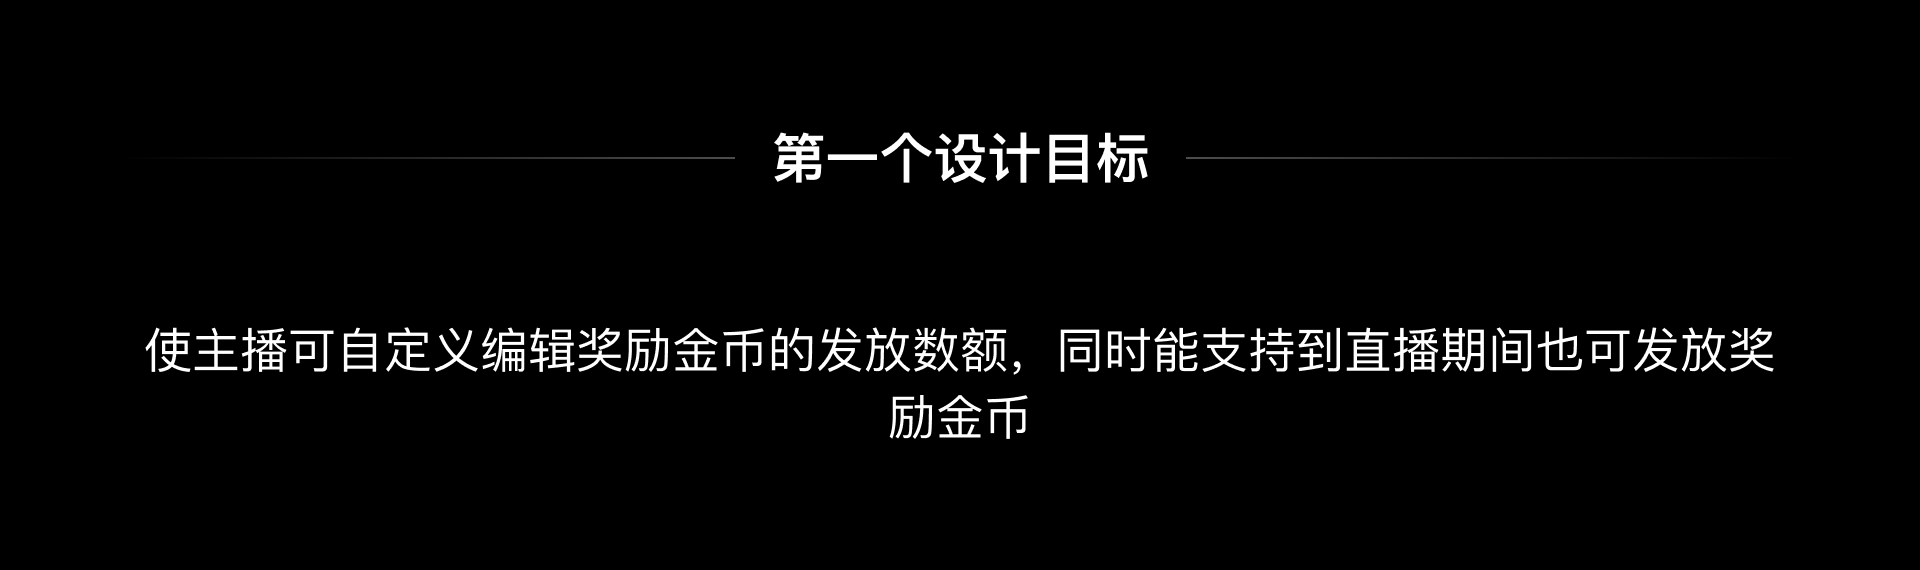 第一个设计目标
使主播可自定义编辑奖励金币的发放数额，同时能支持到直播期间也可发放奖
励金币